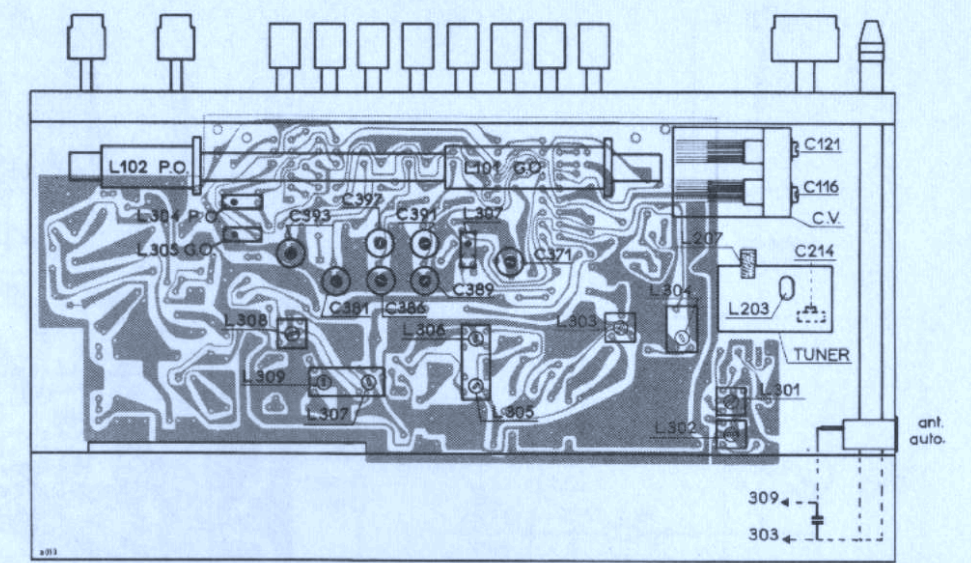 C121
L102 P.O.
L101 G.O.
C116
L304 P.O
C393
C397
C391
L307
C.V.
L305 G.O.
L207
C214
C371
C381
C386
C389
L304
L203
L308
L306
L303
TUNER
L309
L301
L307
L305
L302
ant.
auto.
309
303